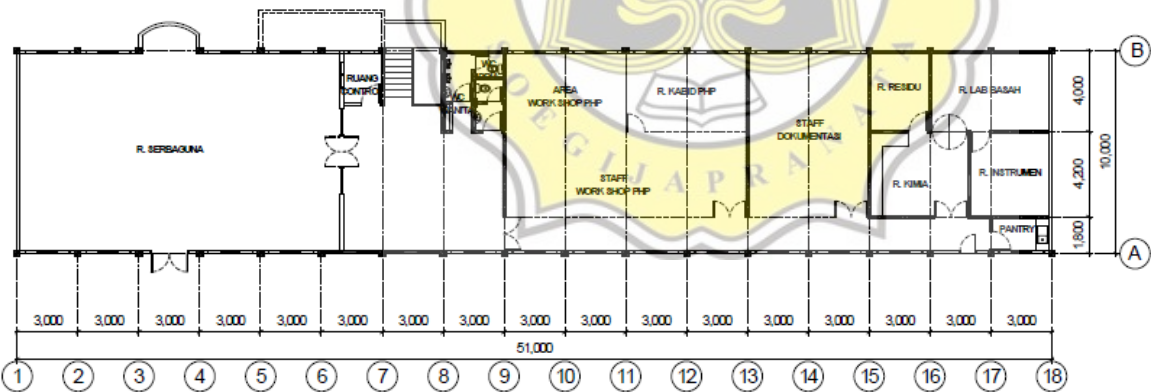 SOEGIJAPRANATA
B
RUANG
CONTROL
WC
PRIA
WC
WANITA
AREA
WORK SHOP PHP
R. KABID PHP
R. RESIDU
R. LAB BASAH
4,000
STAFF
DOKUMENTASI
10,000
R. SERBAGUNA
STAFF
WORK SHOP PHP
R. KIMIA
R. INSTRUMEN
4,200
PANTRY
1,800
A
3,000 3,000 3,000 3,000 3,000 3,000 3,000 3,000 3,000 3,000 3,000 3,000 3,000 3,000 3,000 3,000 3,000
51,000
1 2 3 4 5 6 7 8 9 10 11 12 13 14 15 16 17 18